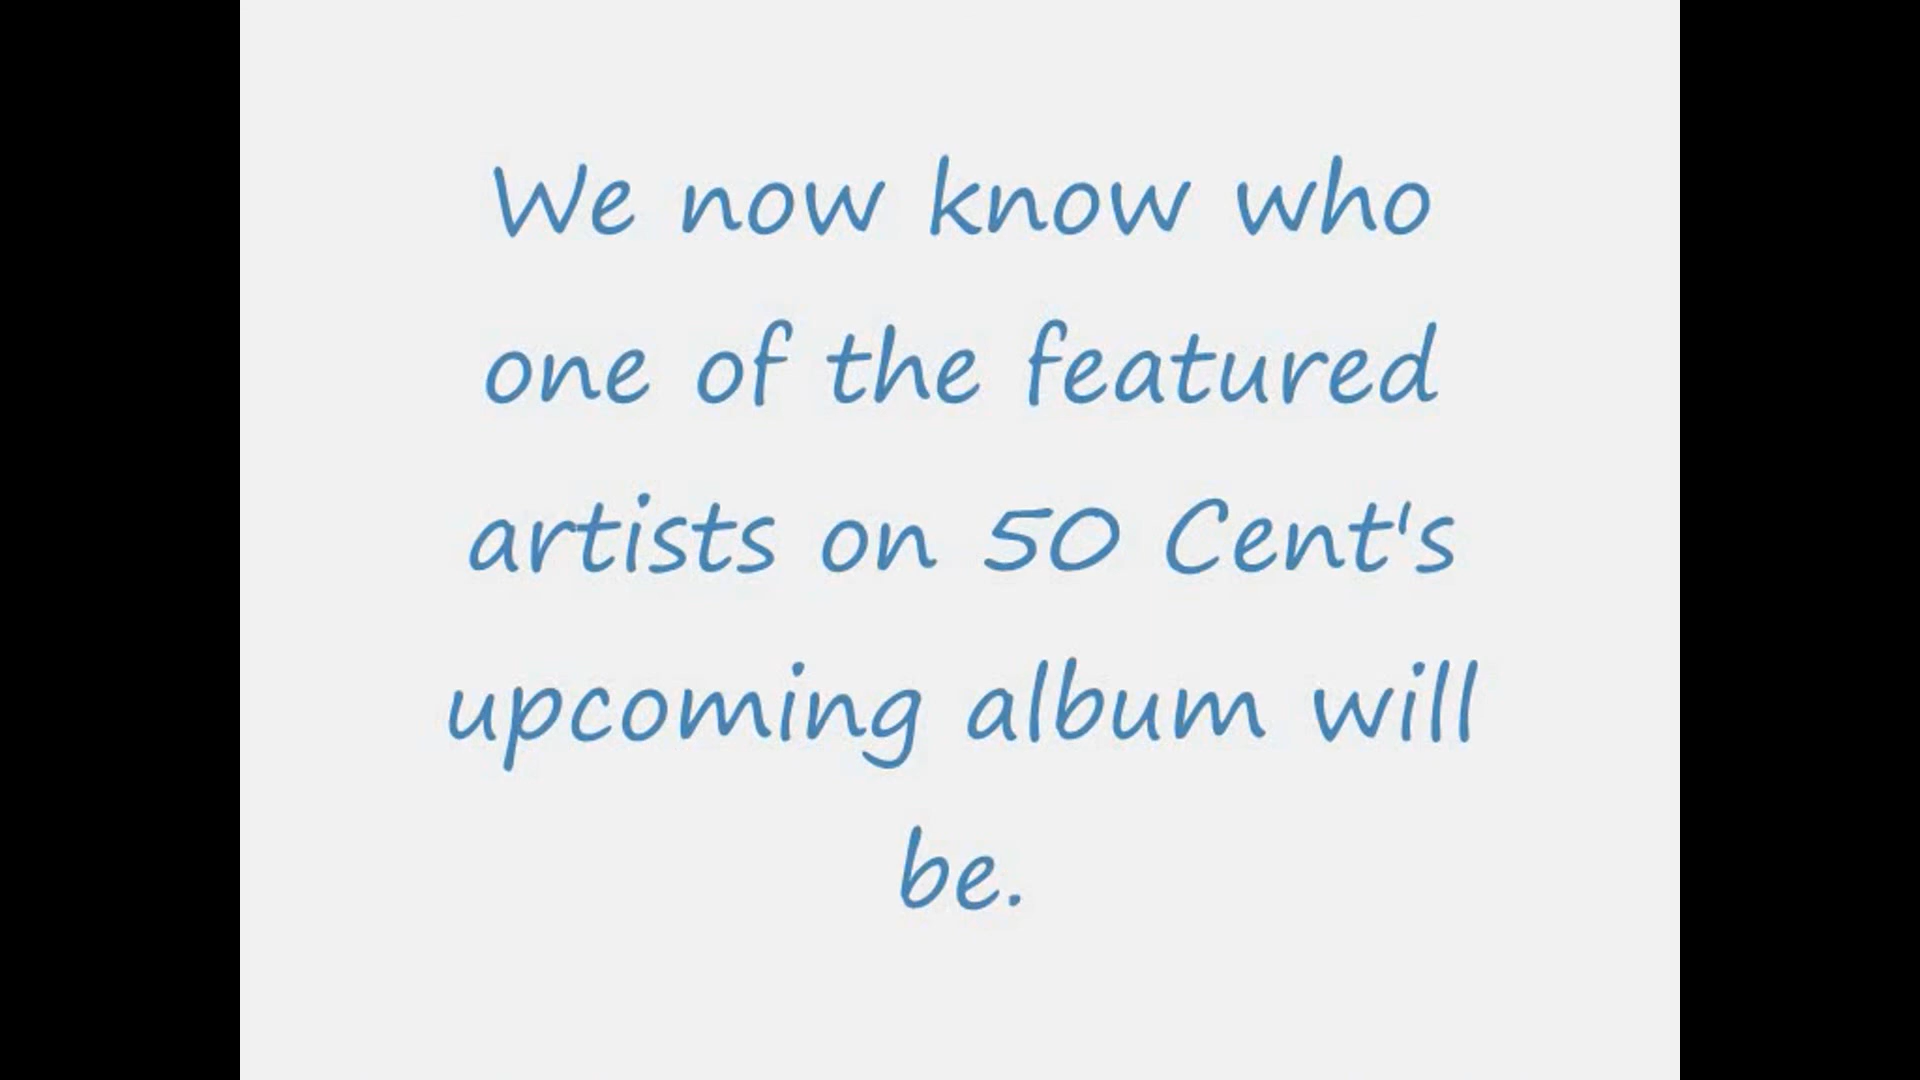 We now know who
one of the featured
artists on 50 Cent's
upcoming album will
be.